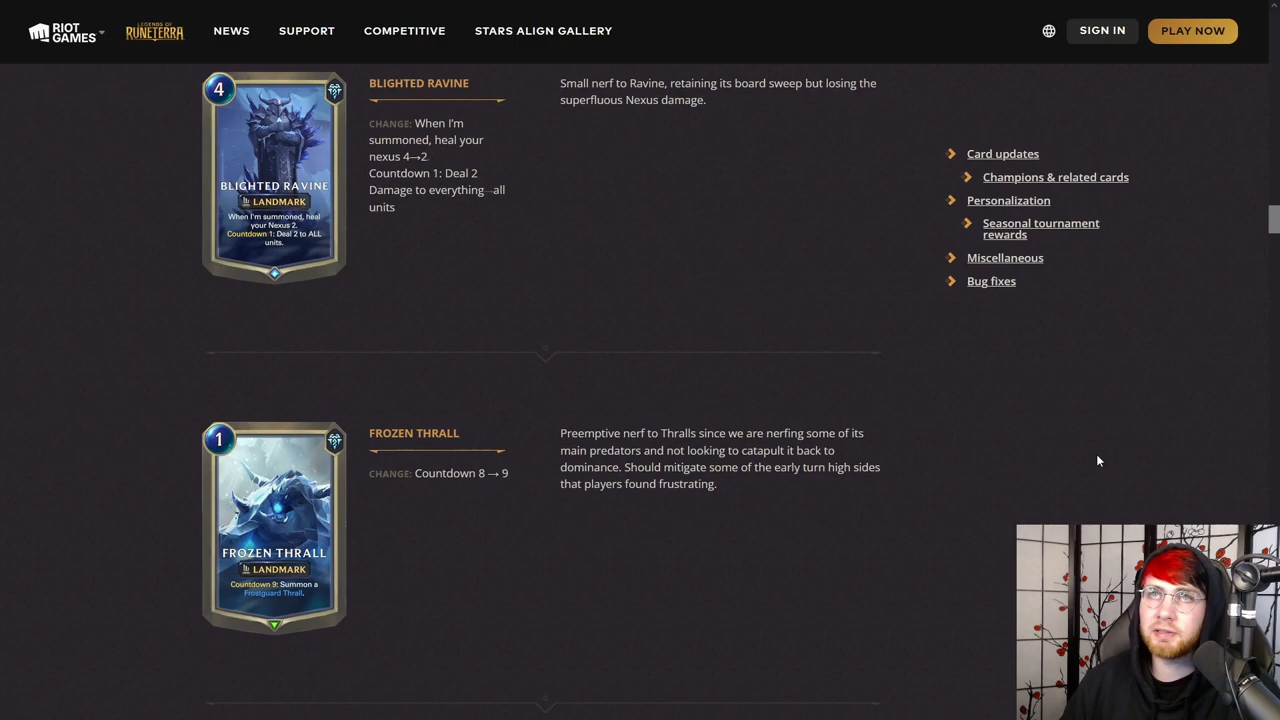 RIOT GAMES
LEGENDS OF RUNETERRA
NEWS
SUPPORT
COMPETITIVE
STARS ALIGN GALLERY
SIGN IN
PLAY NOW
4
BLIGHTED RAVINE
LANDMARK
When I'm summoned, heal
your Nexus 2.
Countdown 1: Deal 2 to ALL
units.
BLIGHTED RAVINE
CHANGE: When I’m
summoned, heal your
nexus 4→2
Countdown 1: Deal 2
Damage to everything all
units
Small nerf to Ravine, retaining its board sweep but losing the
superfluous Nexus damage.
Card updates
Champions & related cards
Personalization
Seasonal tournament
rewards
Miscellaneous
Bug fixes
1
FROZEN THRALL
LANDMARK
Countdown 9: Summon a
Frostguard Thrall.
FROZEN THRALL
CHANGE: Countdown 8 → 9
Preemptive nerf to Thralls since we are nerfing some of its
main predators and not looking to catapult it back to
dominance. Should mitigate some of the early turn high sides
that players found frustrating.